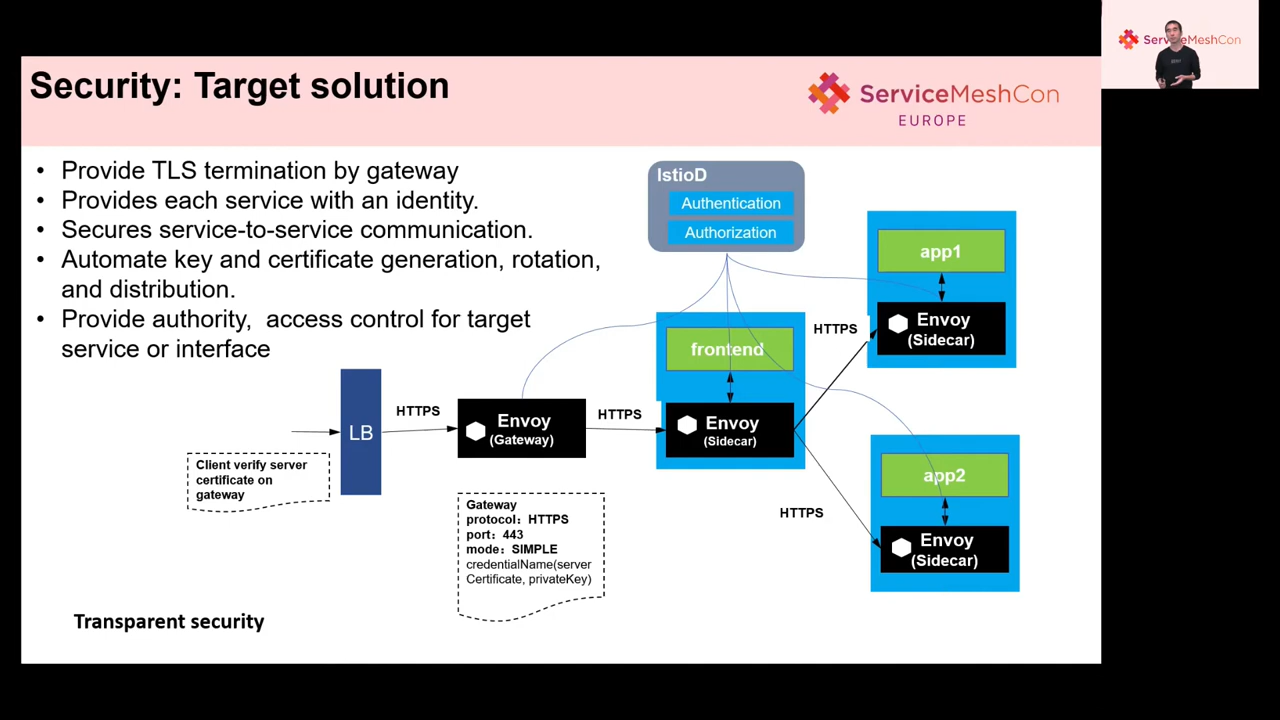 Security: Target solution
ServiceMeshCon
EUROPE
ServiceMeshCon
• Provide TLS termination by gateway
• Provides each service with an identity.
• Secures service-to-service communication.
• Automate key and certificate generation, rotation,
and distribution.
• Provide authority, access control for target
service or interface
IstioD
Authentication
Authorization
app1
Envoy
(Sidecar)
HTTPS
frontend
Envoy
(Sidecar)
HTTPS
Envoy
(Gateway)
HTTPS
LB
Client verify server
certificate on
gateway
Gateway
protocol：HTTPS
port：443
mode：SIMPLE
credentialName(server
Certificate, privateKey)
HTTPS
app2
Envoy
(Sidecar)
Transparent security